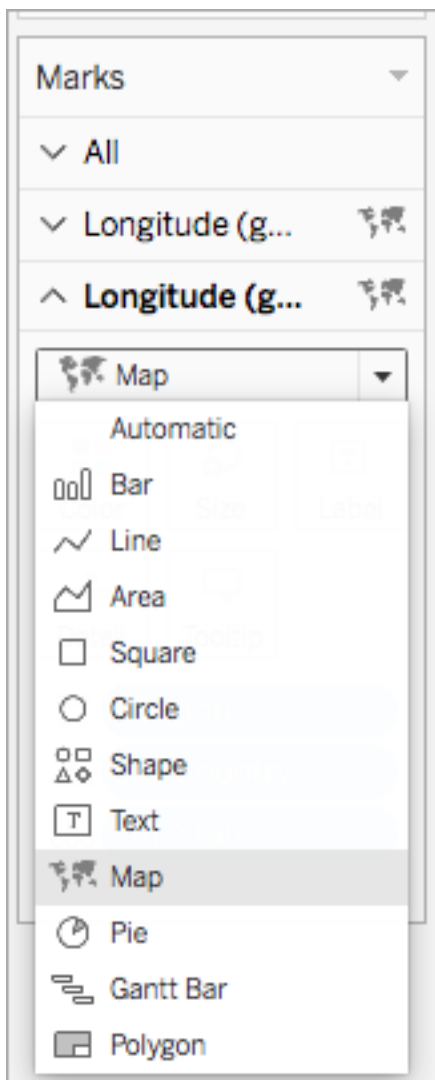 Marks
All
Longitude (g...
Longitude (g...
Map
Automatic
Bar
Line
Area
Square
Circle
Shape
T Text
Map
Pie
Gantt Bar
Polygon